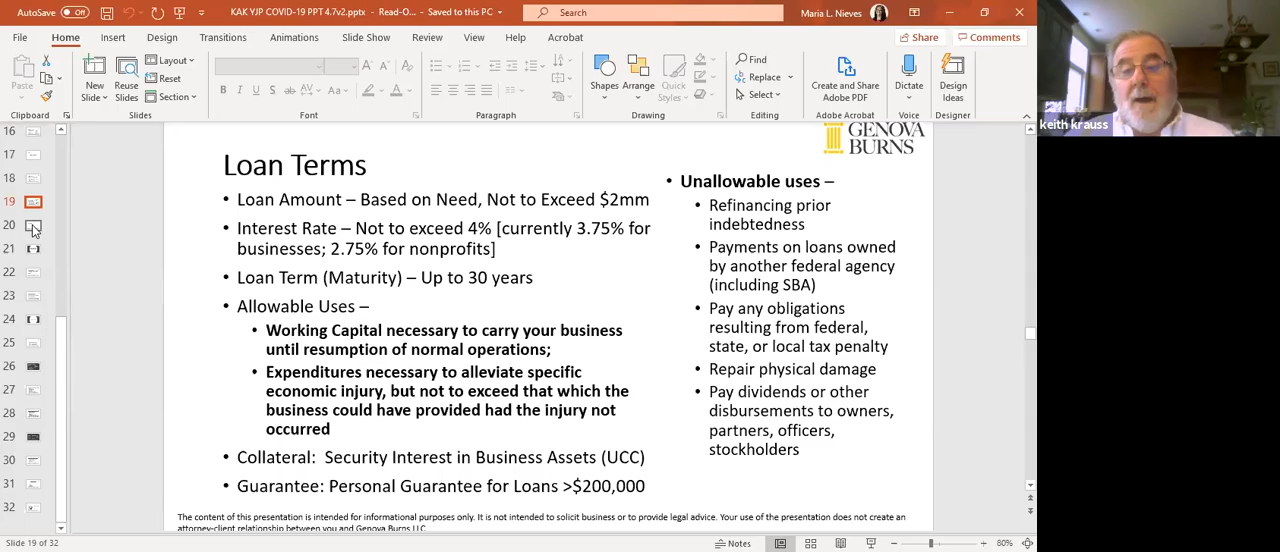 AutoSave Off KAK YJP COVID-19 PPT 4.7v2.pptx - Read-O... - Saved to this PC Search Maria L. Nieves
File Home Insert Design Transitions Animations Slide Show Review View Help Acrobat Share Comments
Paste
New Slide
Reuse Slides
Layout
Reset
Section
Shapes
Arrange
Quick Styles
Find
Replace
Select
Create and Share Adobe PDF
Dictate
Design Ideas
Clipboard Slides Font Paragraph Drawing Editing Adobe Acrobat Voice Designer
keith krauss
16
17
18
19
20
21
22
23
24
25
26
27
28
29
30
31
32
GENOVA
BURNS
Loan Terms
• Loan Amount – Based on Need, Not to Exceed $2mm
• Interest Rate – Not to exceed 4% [currently 3.75% for
businesses; 2.75% for nonprofits]
• Loan Term (Maturity) – Up to 30 years
• Allowable Uses –
• Working Capital necessary to carry your business
until resumption of normal operations;
• Expenditures necessary to alleviate specific
economic injury, but not to exceed that which the
business could have provided had the injury not
occurred
• Collateral: Security Interest in Business Assets (UCC)
• Guarantee: Personal Guarantee for Loans >$200,000
• Unallowable uses –
• Refinancing prior
indebtedness
• Payments on loans owned
by another federal agency
(including SBA)
• Pay any obligations
resulting from federal,
state, or local tax penalty
• Repair physical damage
• Pay dividends or other
disbursements to owners,
partners, officers,
stockholders
The content of this presentation is intended for informational purposes only. It is not intended to solicit business or to provide legal advice. Your use of the presentation does not create an
attorney-client relationship between you and Genova Burns LLC.
Slide 19 of 32 Notes 80%